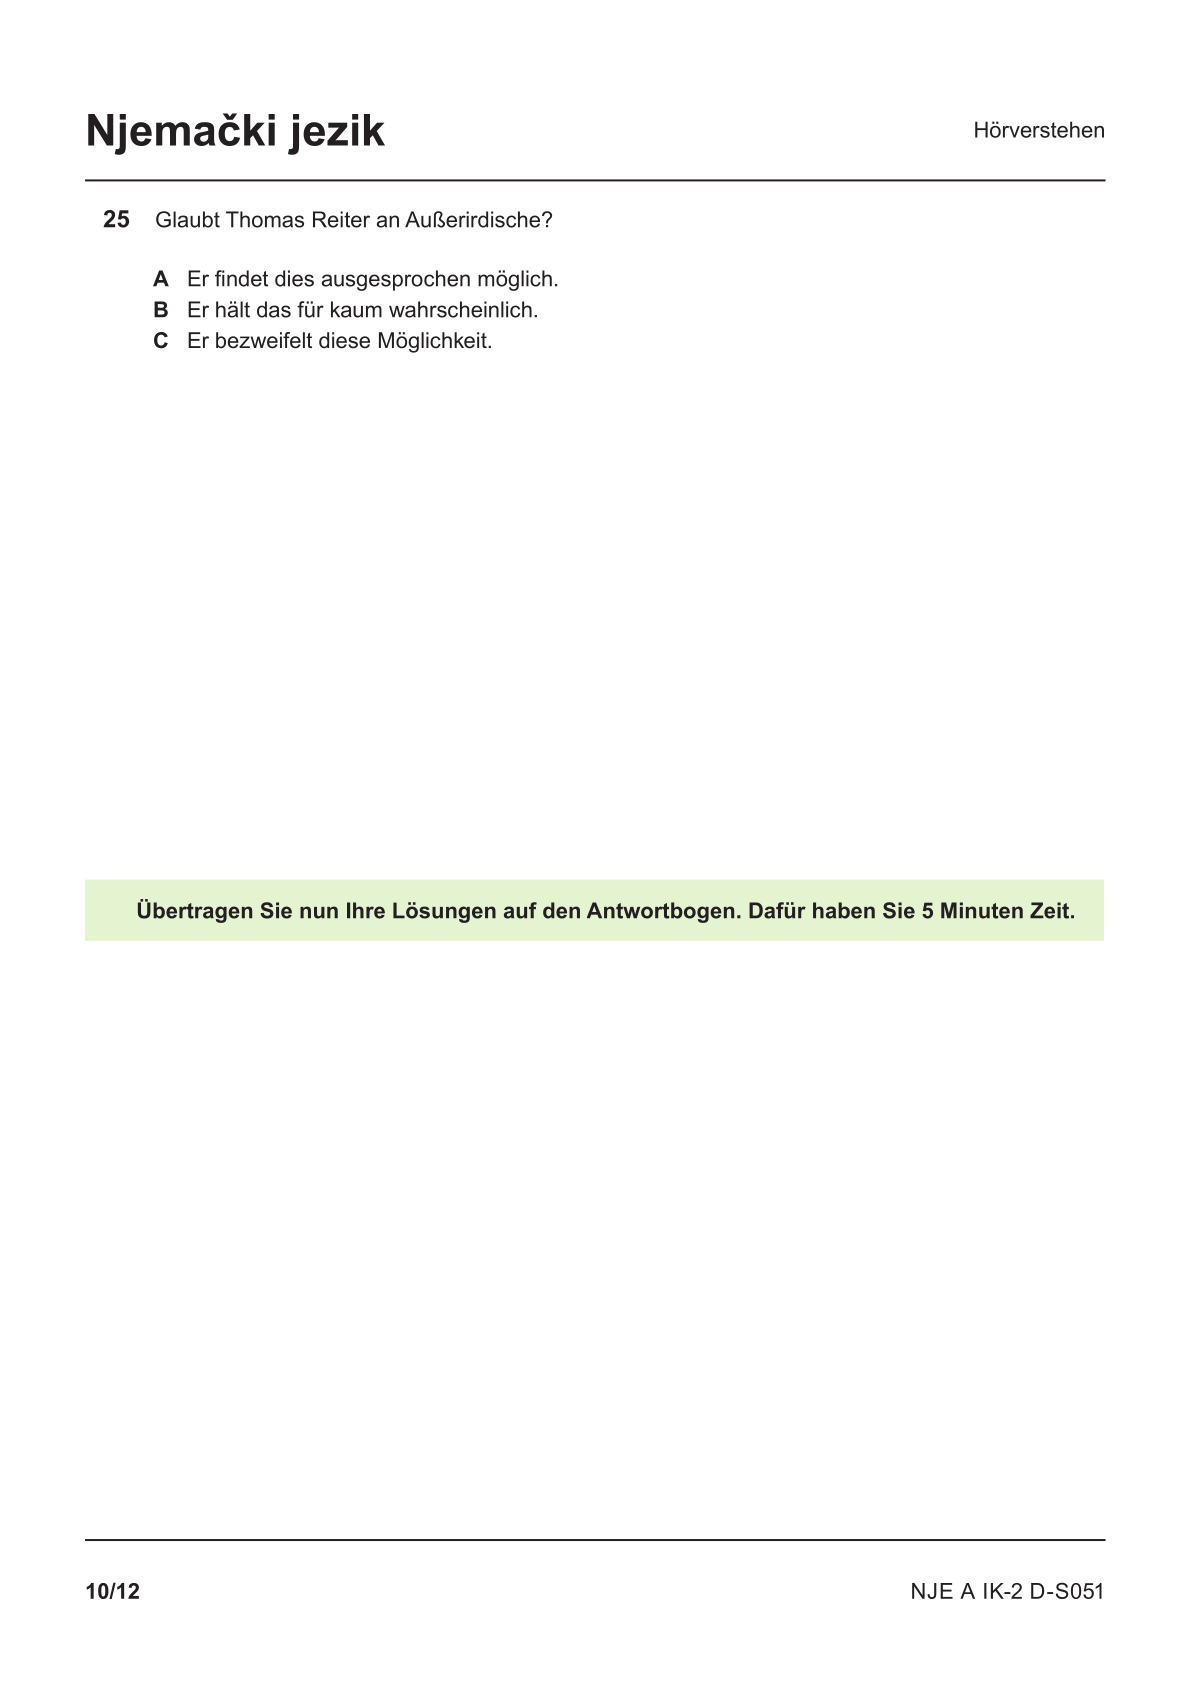 Njemački jezik
Hörverstehen
25 Glaubt Thomas Reiter an Außerirdische?
A Er findet dies ausgesprochen möglich.
B Er hält das für kaum wahrscheinlich.
C Er bezweifelt diese Möglichkeit.
Übertragen Sie nun Ihre Lösungen auf den Antwortbogen. Dafür haben Sie 5 Minuten Zeit.
10/12
NJE A IK-2 D-S051